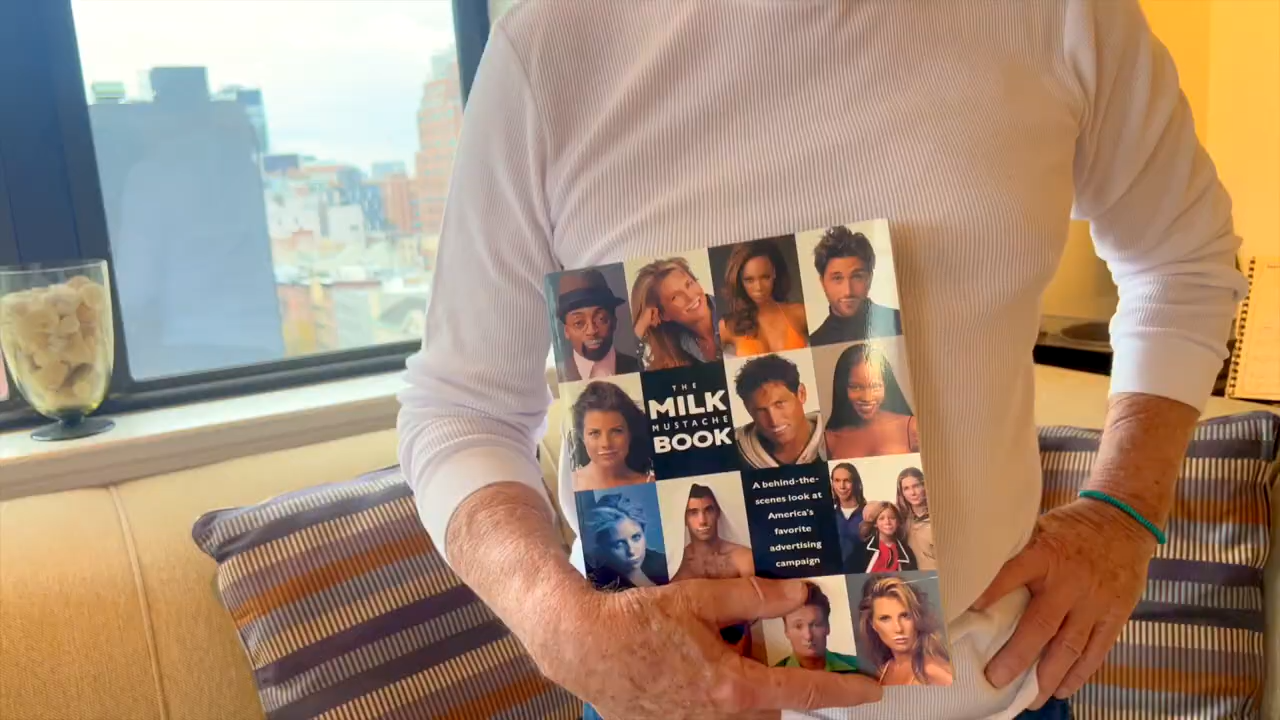 THE
MILK
MUSTACHE
BOOK
A behind-the-
scenes look at
America's
favorite
advertising
campaign